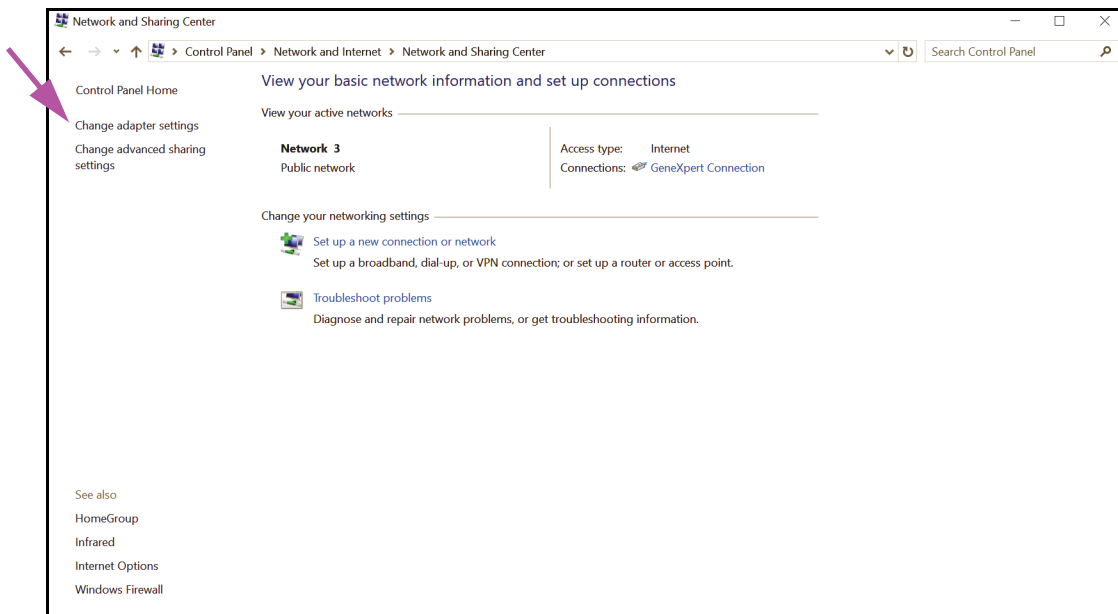 Network and Sharing Center
Control Panel > Network and Internet > Network and Sharing Center
Search Control Panel
Control Panel Home
Change adapter settings
Change advanced sharing
settings
View your basic network information and set up connections
View your active networks
Network 3
Public network
Access type: Internet
Connections: GeneXpert Connection
Change your networking settings
Set up a new connection or network
Set up a broadband, dial-up, or VPN connection; or set up a router or access point.
Troubleshoot problems
Diagnose and repair network problems, or get troubleshooting information.
See also
HomeGroup
Infrared
Internet Options
Windows Firewall